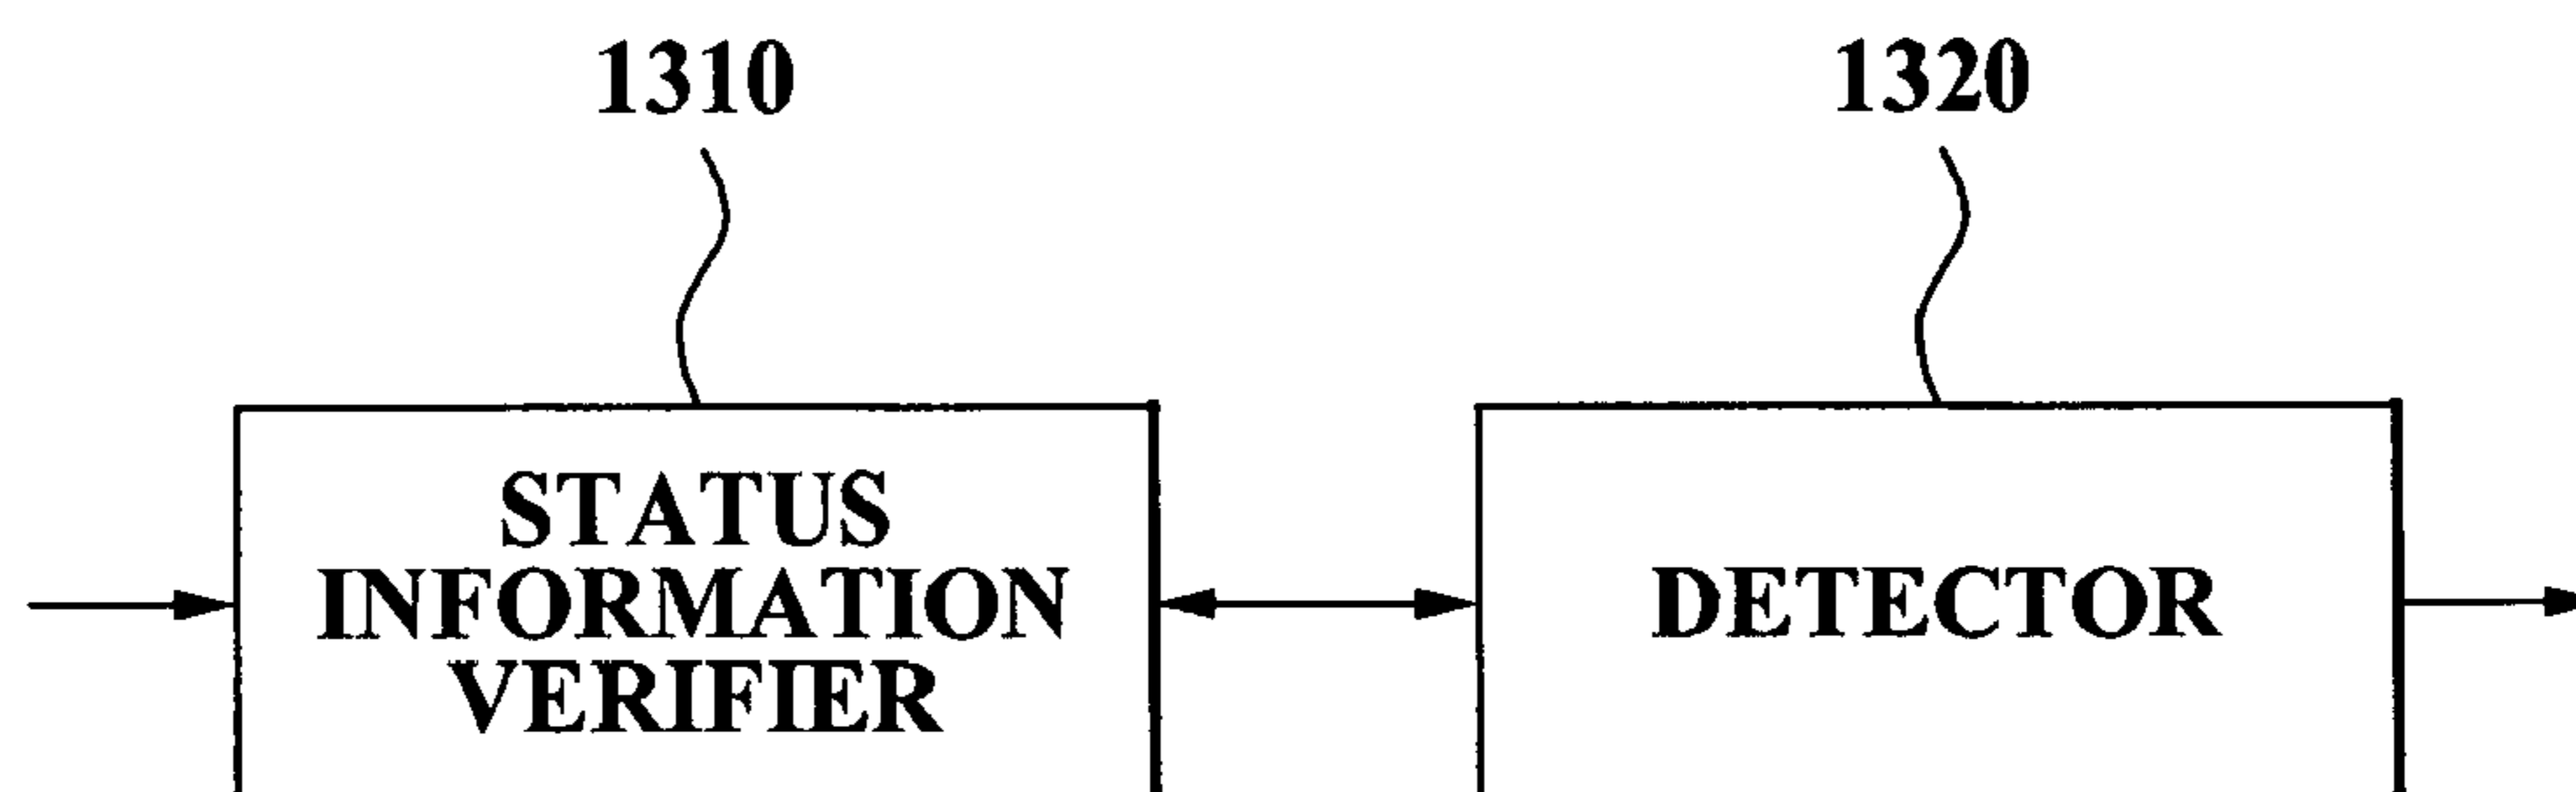 1310
1320
STATUS
INFORMATION
VERIFIER
DETECTOR